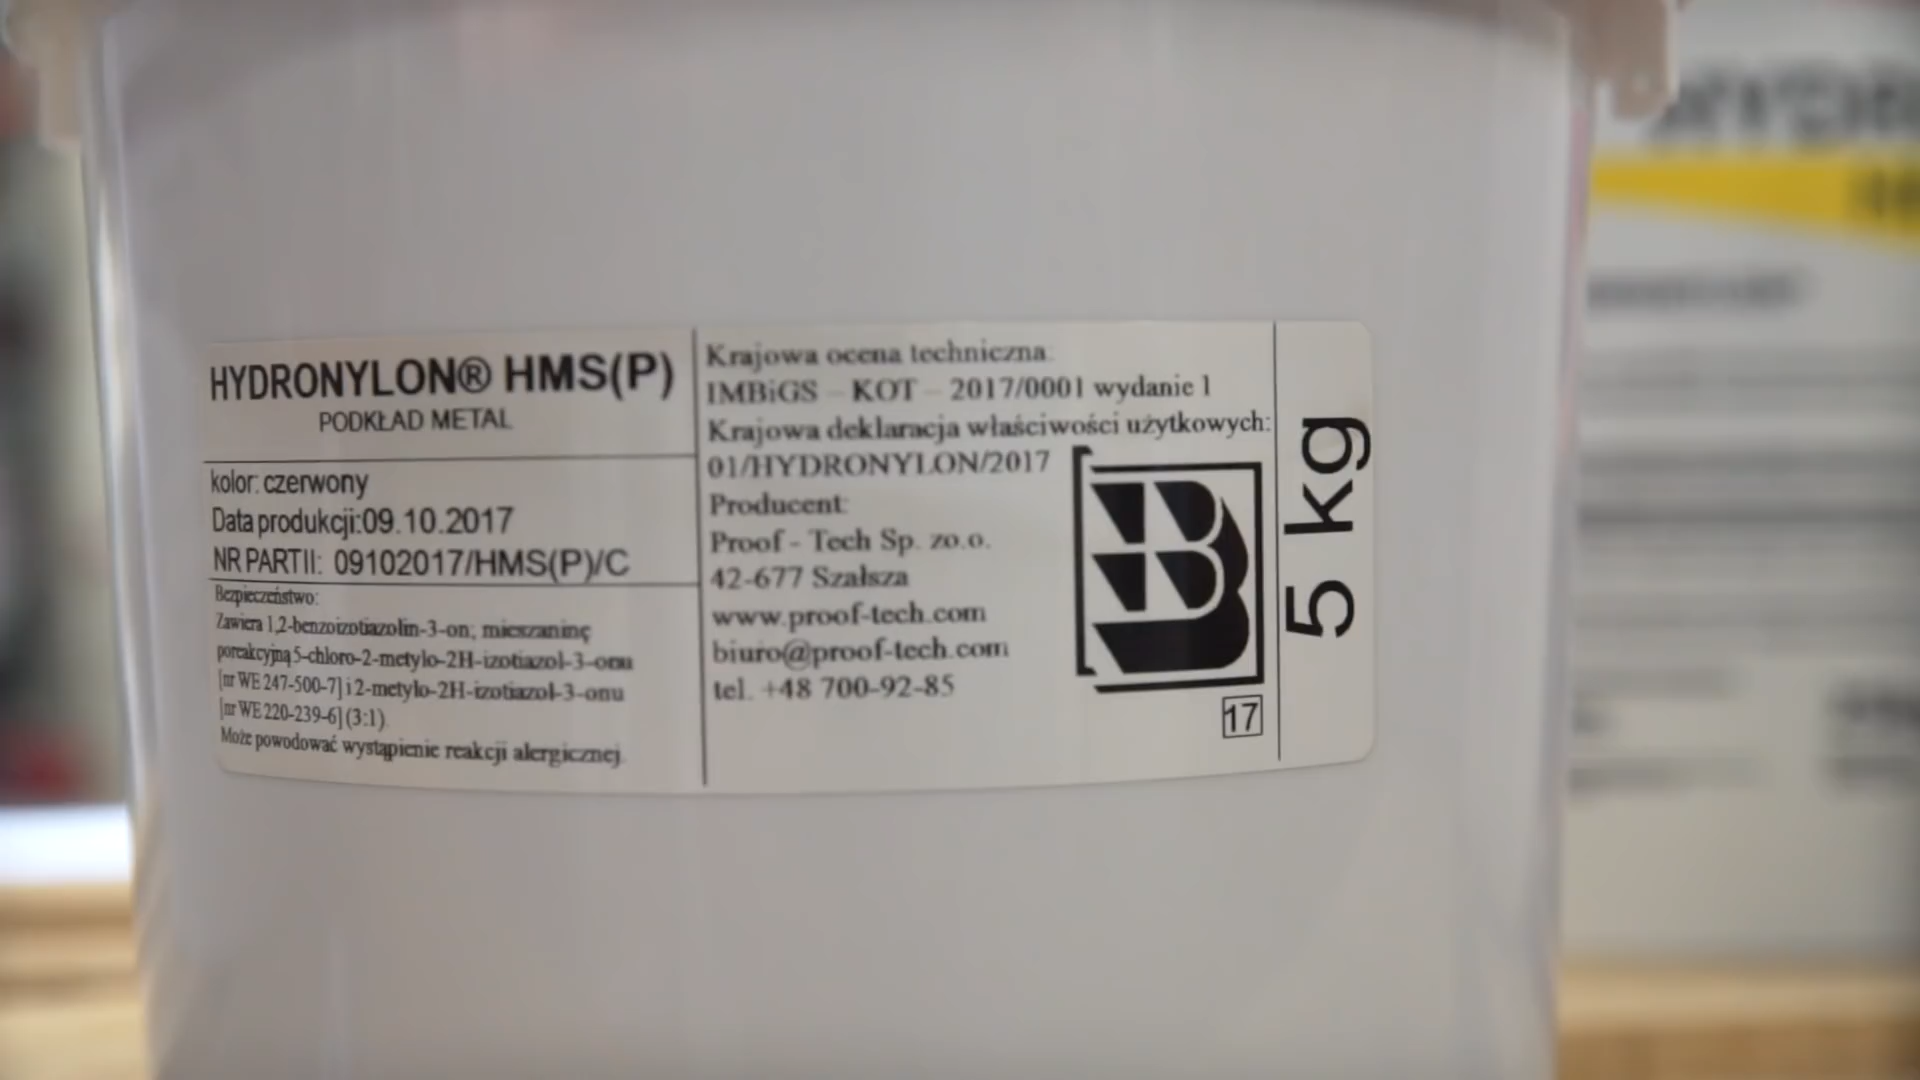 HYDRONYLON® HMS(P)
PODKŁAD METAL
kolor: czerwony
Data produkcji:09.10.2017
NR PARTII: 09102017/HMS(P)/C
Bezpieczeństwo:
Zawiera 1,2-benzoizotiazolin-3-on; mieszaninę
poreakcyjną 5-chloro-2-metylo-2H-izotiazol-3-onu
[nr WE 247-500-7] i 2-metylo-2H-izotiazol-3-onu
[nr WE 220-239-6] (3:1).
Może powodować wystąpienie reakcji alergicznej.
Krajowa ocena techniczna:
IMBiGS – KOT – 2017/0001 wydanie 1
Krajowa deklaracja właściwości użytkowych:
01/HYDRONYLON/2017
Producent:
Proof - Tech Sp. zo.o.
42-677 Szałsza
www.proof-tech.com
biuro@proof-tech.com
tel. +48 700-92-85
B
17
5 kg